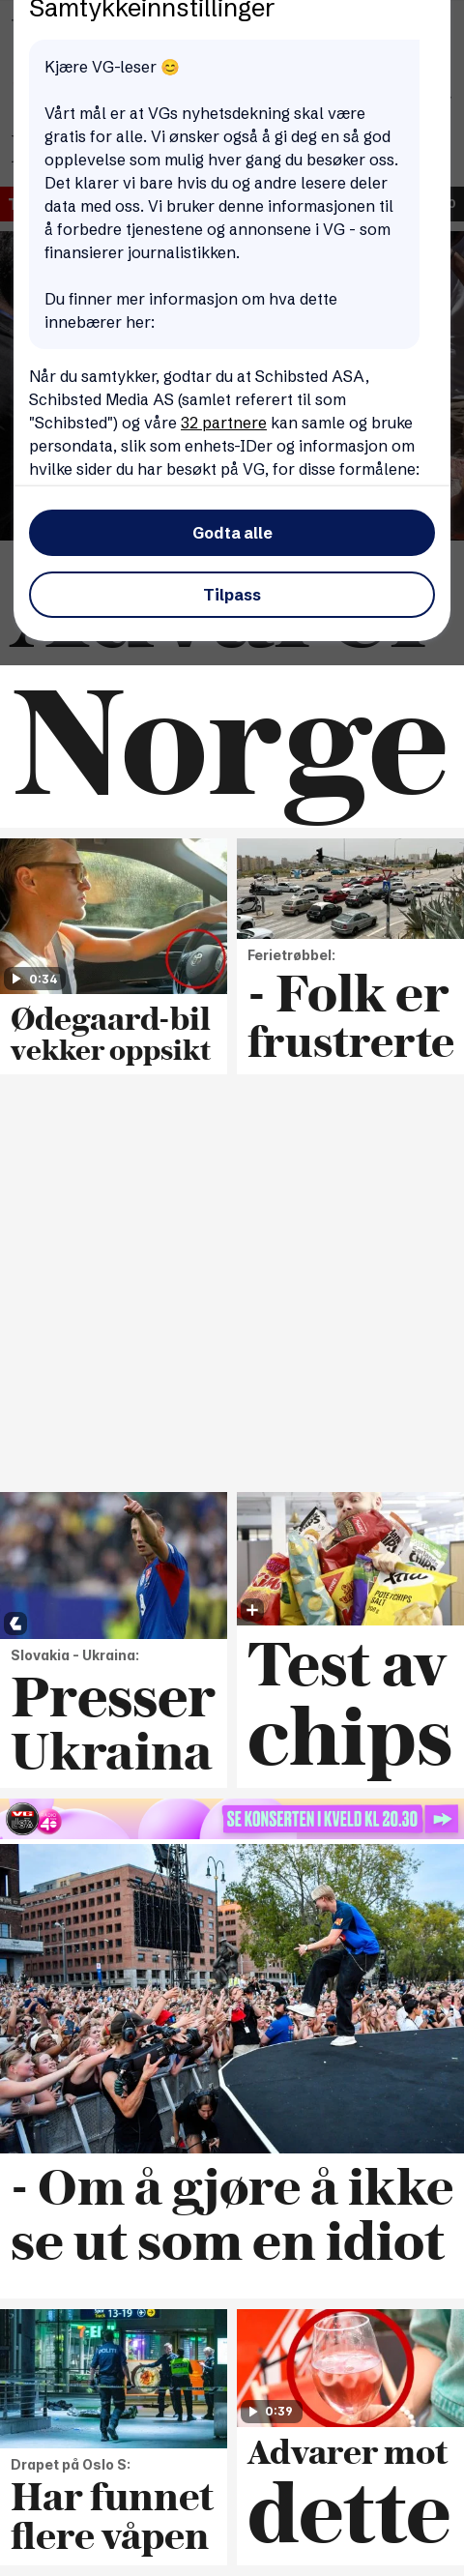 Samtykkeinnstillinger
Kjære VG-leser 😊
Vårt mål er at VGs nyhetsdekning skal være
gratis for alle. Vi ønsker også å gi deg en så god
opplevelse som mulig hver gang du besøker oss.
Det klarer vi bare hvis du og andre lesere deler
data med oss. Vi bruker denne informasjonen til
å forbedre tjenestene og annonsene i VG - som
finansierer journalistikken.
Du finner mer informasjon om hva dette
innebærer her:
Når du samtykker, godtar du at Schibsted ASA,
Schibsted Media AS (samlet referert til som
"Schibsted") og våre 32 partnere kan samle og bruke
persondata, slik som enhets-IDer og informasjon om
hvilke sider du har besøkt på VG, for disse formålene:
Godta alle
Tilpass
Norge
0:34
Ødegaard-bil
vekker oppsikt
Ferietrøbbel:
- Folk er
frustrerte
Slovakia - Ukraina:
Presser
Ukraina
Test av
chips
VG
SE KONSERTEN I KVELD KL 20.30
- Om å gjøre å ikke
se ut som en idiot
13-19
POLITI
Drapet på Oslo S:
Har funnet
flere våpen
0:39
Advarer mot
dette